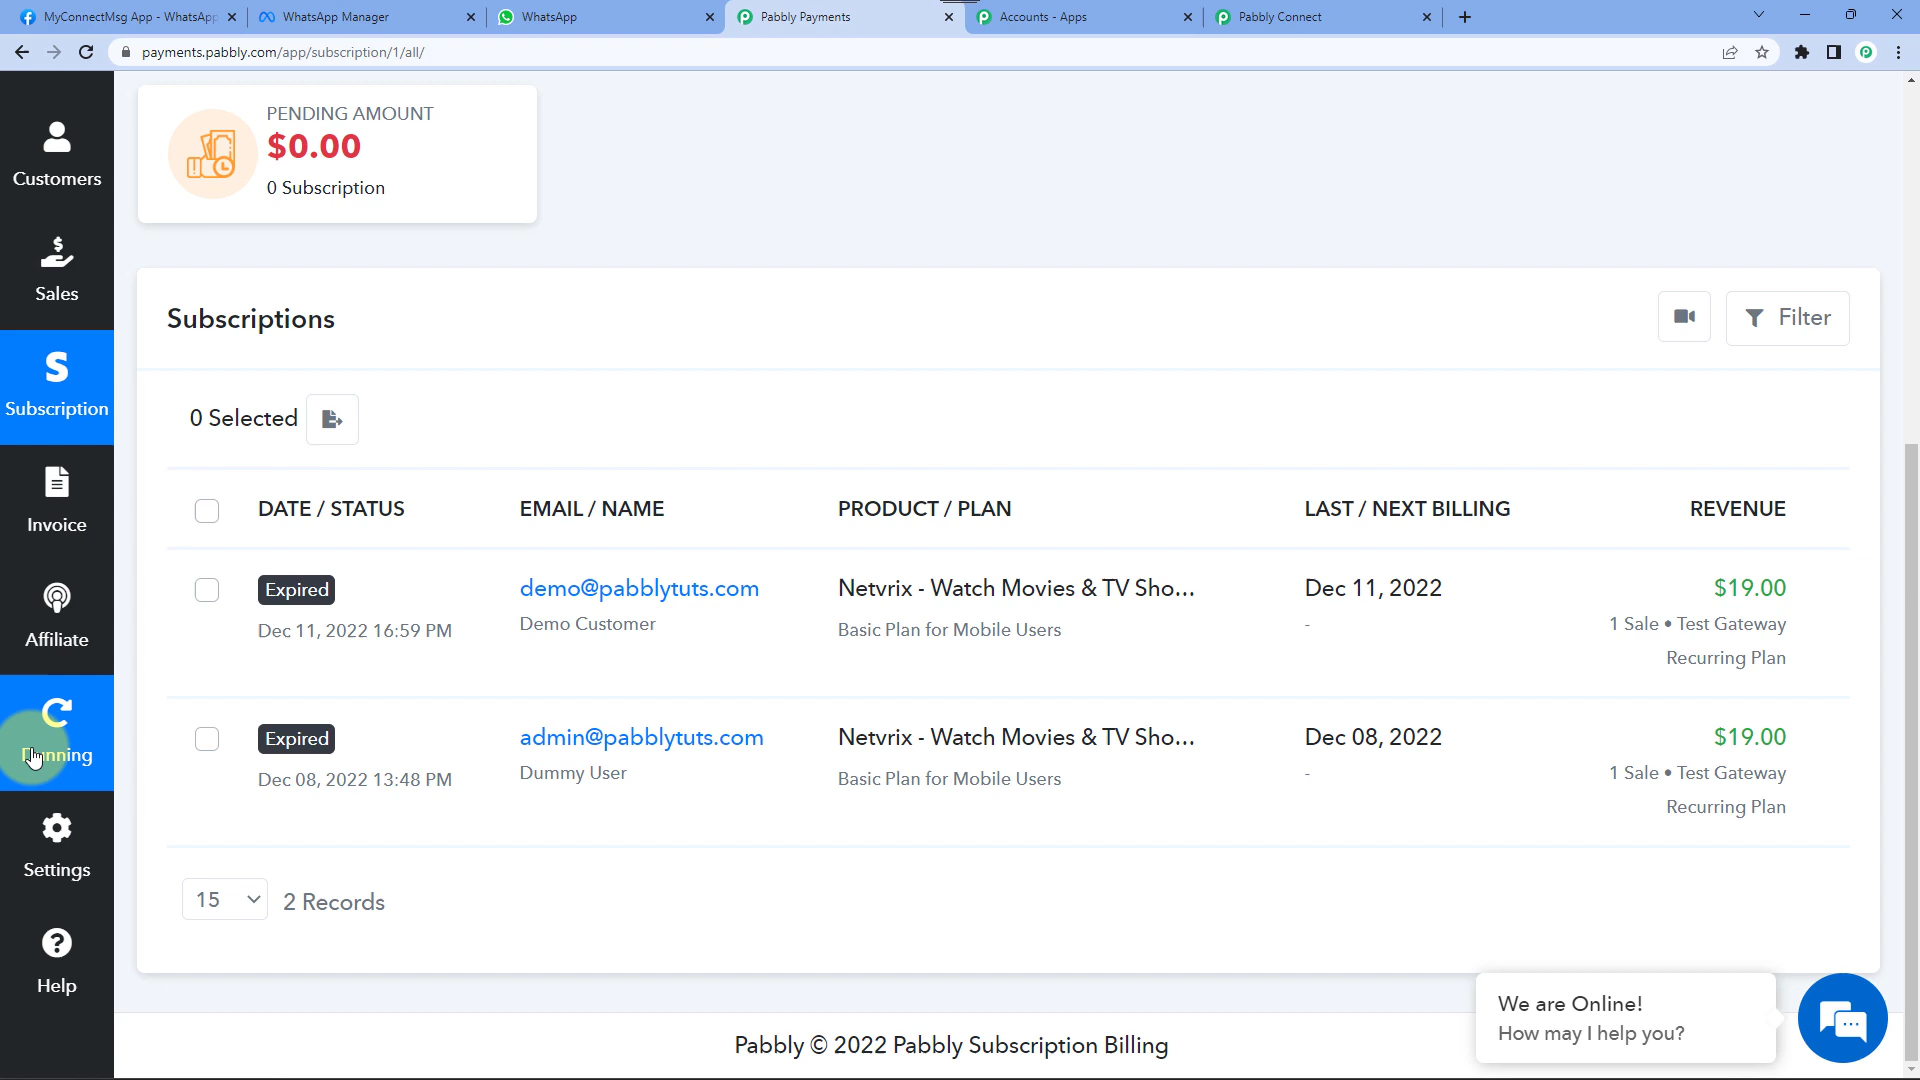 MyConnectMsg App - WhatsApp
WhatsApp Manager
WhatsApp
Pabbly Payments
Accounts - Apps
Pabbly Connect
payments.pabbly.com/app/subscription/1/all/
Customers
Sales
S
Subscription
Invoice
Affiliate
Dunning
Settings
Help
PENDING AMOUNT
$0.00
0 Subscription
Subscriptions
Filter
0 Selected
DATE / STATUS EMAIL / NAME PRODUCT / PLAN LAST / NEXT BILLING REVENUE
Expired demo@pabblytuts.com Netvrix - Watch Movies & TV Sho... Dec 11, 2022 $19.00
Dec 11, 2022 16:59 PM Demo Customer Basic Plan for Mobile Users - 1 Sale • Test Gateway
Recurring Plan
Expired admin@pabblytuts.com Netvrix - Watch Movies & TV Sho... Dec 08, 2022 $19.00
Dec 08, 2022 13:48 PM Dummy User Basic Plan for Mobile Users - 1 Sale • Test Gateway
Recurring Plan
15 2 Records
We are Online!
How may I help you?
Pabbly © 2022 Pabbly Subscription Billing